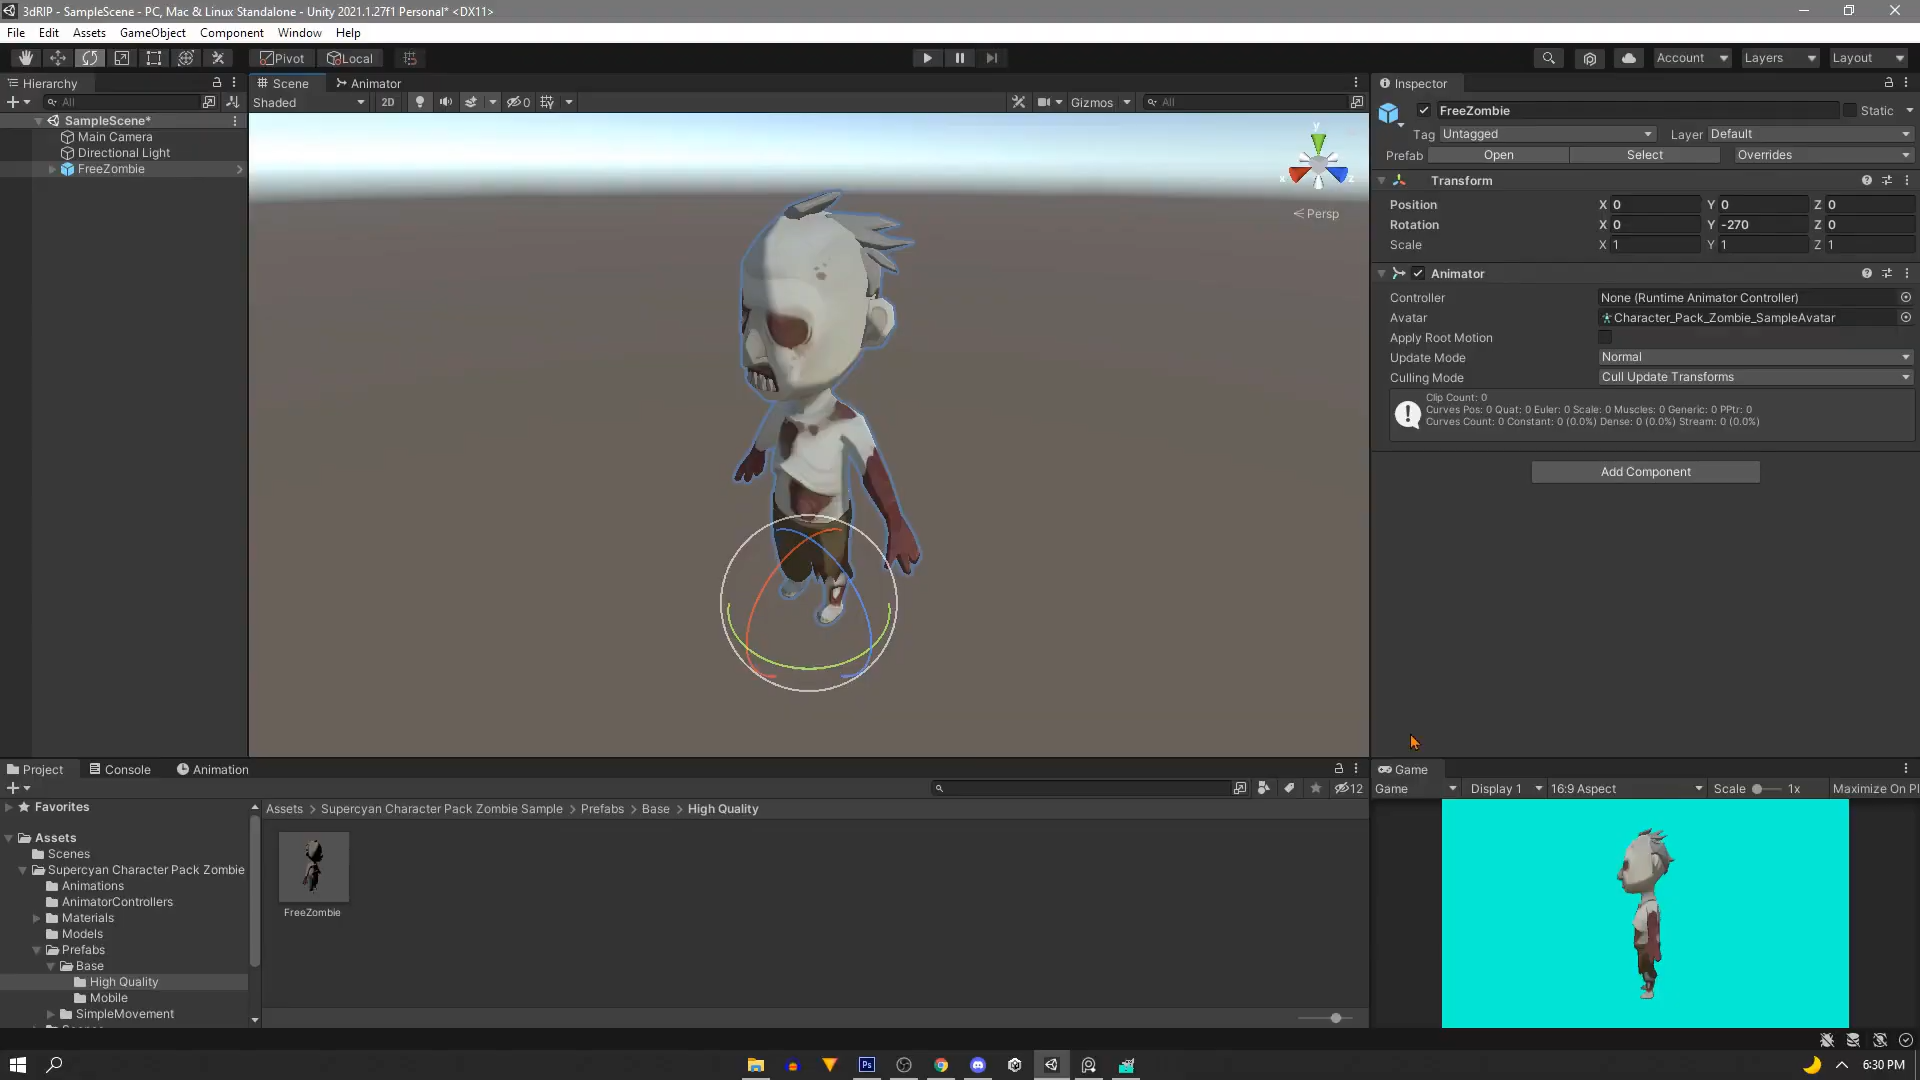 3dRIP - SampleScene - PC, Mac & Linux Standalone - Unity 2021.1.27f1 Personal* <DX11>
File Edit Assets GameObject Component Window Help
Pivot Local Account Layers Layout
Hierarchy
All
SampleScene*
Main Camera
Directional Light
FreeZombie
Scene Animator
Shaded 2D 0 Gizmos All
y
x z
Persp
Inspector
FreeZombie Static
Tag Untagged Layer Default
Prefab Open Select Overrides
Transform
Position X 0 Y 0 Z 0
Rotation X 0 Y -270 Z 0
Scale X 1 Y 1 Z 1
Animator
Controller None (Runtime Animator Controller)
Avatar Character_Pack_Zombie_SampleAvatar
Apply Root Motion
Update Mode Normal
Culling Mode Cull Update Transforms
Clip Count: 0
Curves Pos: 0 Quat: 0 Euler: 0 Scale: 0 Muscles: 0 Generic: 0 PPtr: 0
Curves Count: 0 Constant: 0 (0.0%) Dense: 0 (0.0%) Stream: 0 (0.0%)
Add Component
Project Console Animation
12
Favorites
Assets
Scenes
Supercyan Character Pack Zombie
Animations
AnimatorControllers
Materials
Models
Prefabs
Base
High Quality
Mobile
SimpleMovement
Assets > Supercyan Character Pack Zombie Sample > Prefabs > Base > High Quality
FreeZombie
Game
Game Display 1 16:9 Aspect Scale 1x Maximize On Pl
Ps
6:30 PM